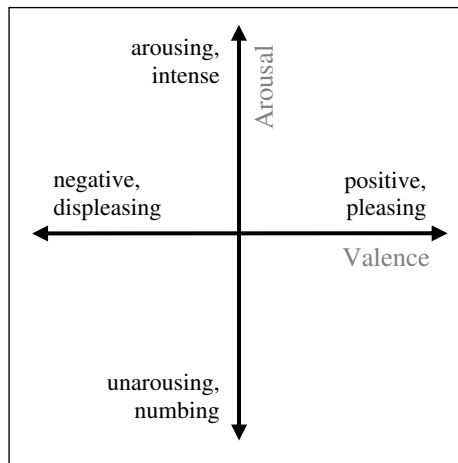 arousing,
intense
Arousal
negative,
displeasing
positive,
pleasing
Valence
unarousing,
numbing